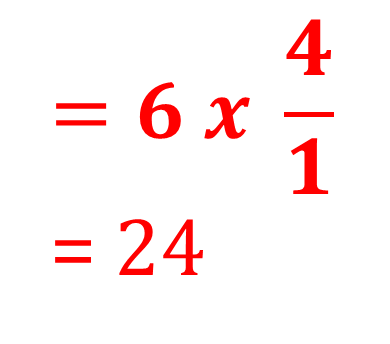 = 6 x 4/1
= 24